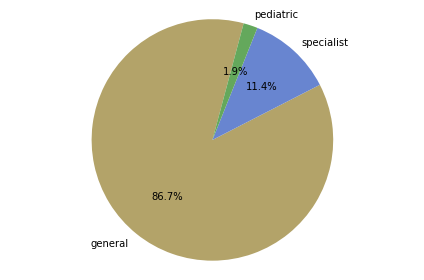 pediatric
specialist
1.9%
11.4%
86.7%
general